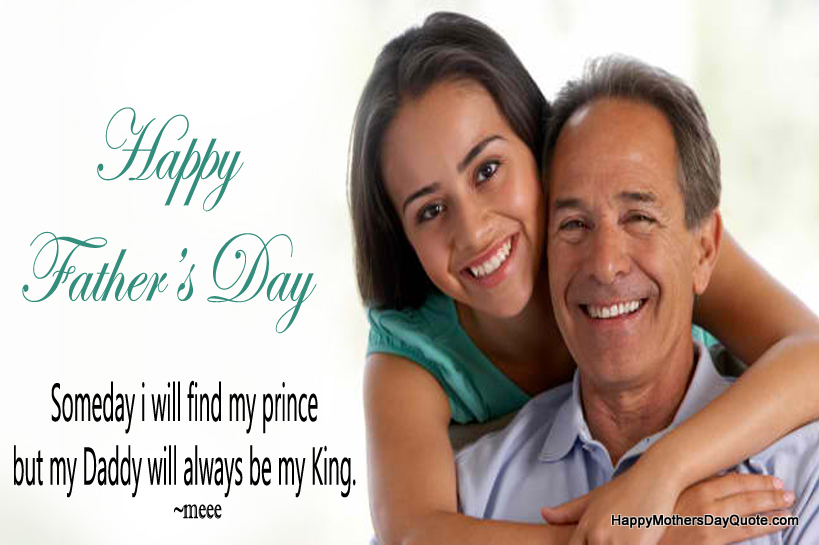 Happy
Father's Day
Someday i will find my prince
but my Daddy will always be my King.
~meee
HappyMothersDayQuote.com